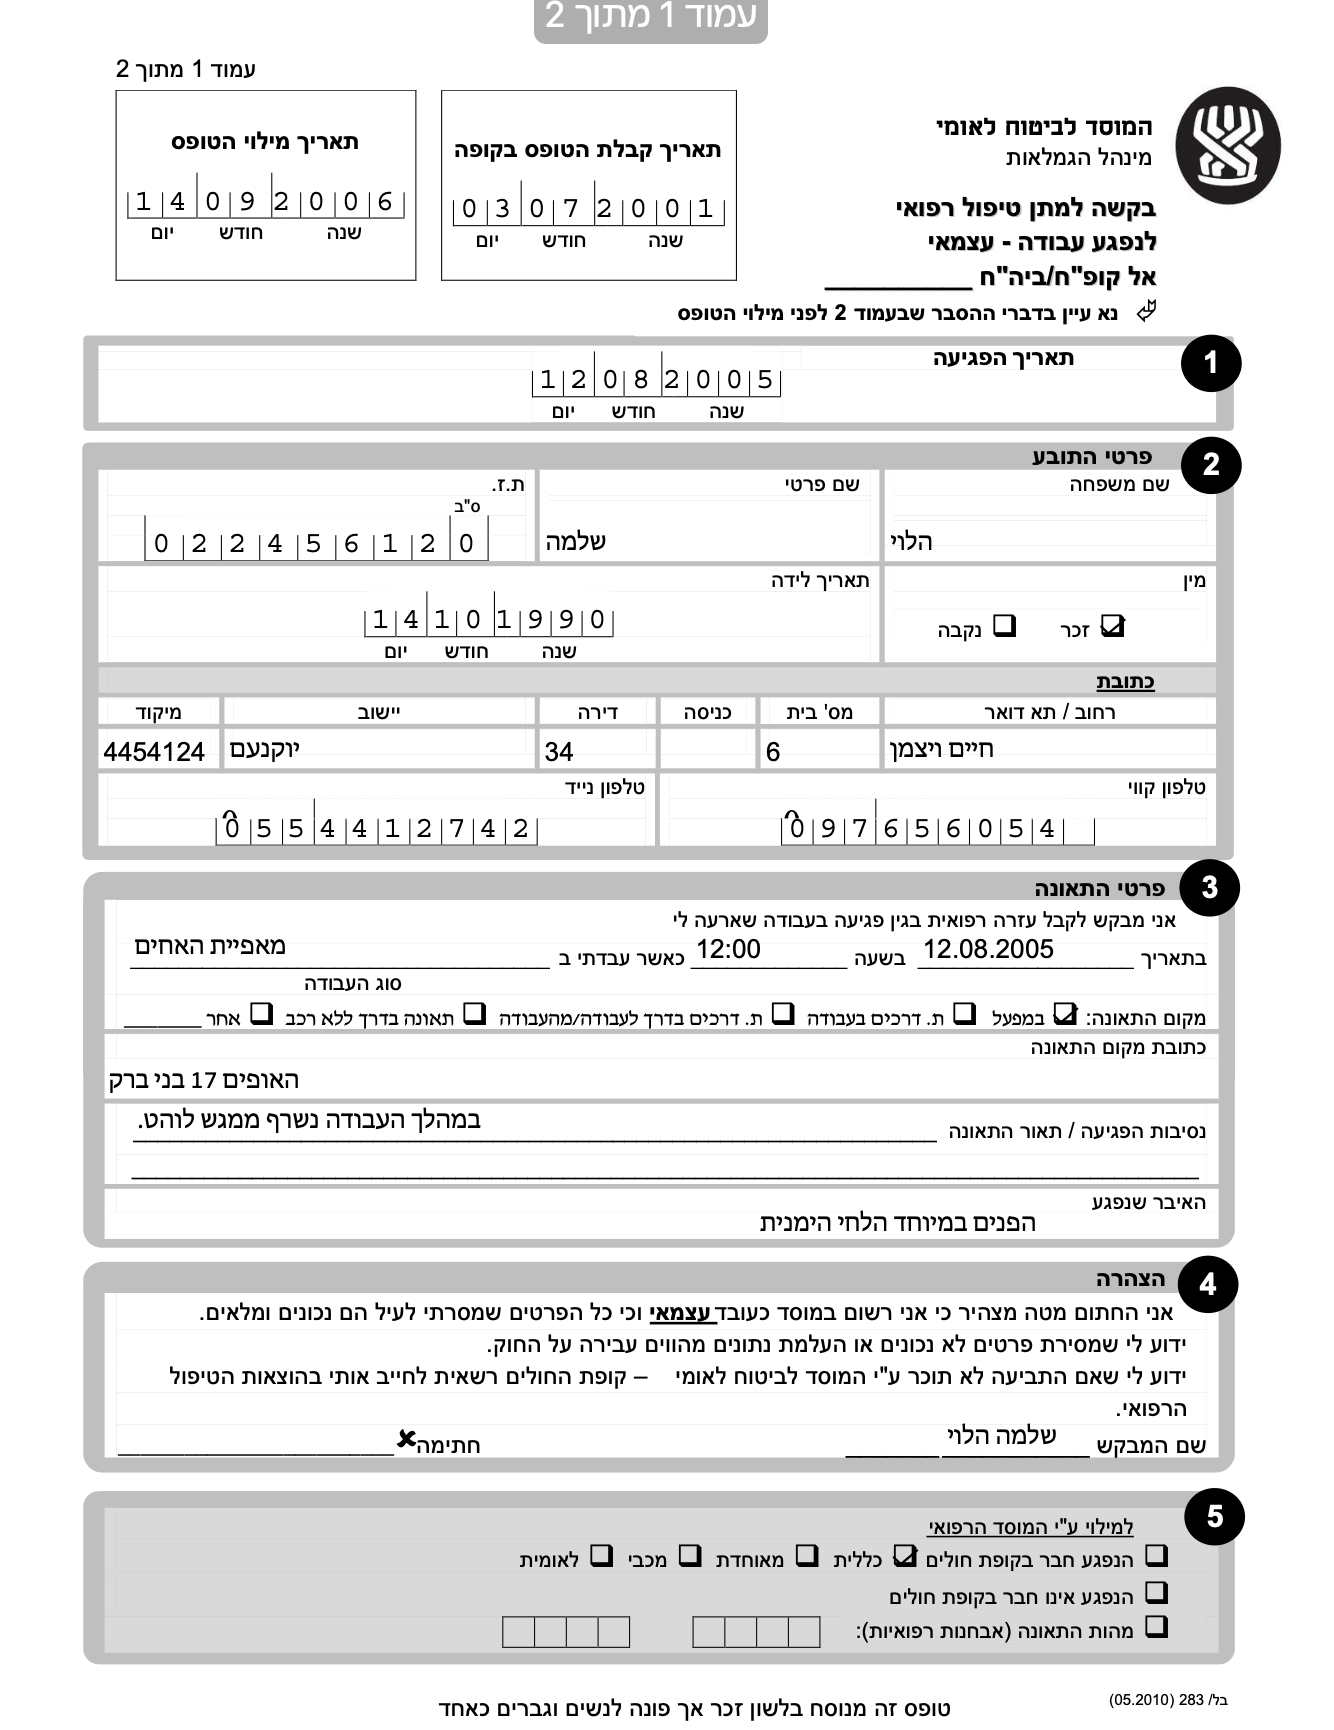 עמוד 1 מתוך 2
עמוד 1 מתוך 2
המוסד לביטוח לאומי
מינהל הגמלאות
בקשה למתן טיפול רפואי
לנפגע עבודה - עצמאי
אל קופ"ח/ביה"ח ___________
נא עיין בדברי ההסבר שבעמוד 2 לפני מילוי הטופס
תאריך קבלת הטופס בקופה
0 3 0 7 2 0 0 1
יום חודש שנה
תאריך מילוי הטופס
1 4 0 9 2 0 0 6
יום חודש שנה
1
תאריך הפגיעה
1 2 0 8 2 0 0 5
יום חודש שנה
2
פרטי התובע
שם משפחה שם פרטי ת.ז.
ס"ב
הלוי שלמה 0 2 2 4 5 6 1 2 0
מין תאריך לידה
זכר נקבה 1 4 1 0 1 9 9 0
יום חודש שנה
כתובת
רחוב / תא דואר מס' בית כניסה דירה יישוב מיקוד
חיים ויצמן 6 34 יוקנעם 4454124
טלפון קווי טלפון נייד
0 9 7 6 5 6 0 5 4 0 5 5 4 4 1 2 7 4 2
3
פרטי התאונה
אני מבקש לקבל עזרה רפואית בגין פגיעה בעבודה שארעה לי
בתאריך 12.08.2005 בשעה 12:00 כאשר עבדתי ב מאפיית האחים
סוג העבודה
מקום התאונה: במפעל ת. דרכים בעבודה ת. דרכים בדרך לעבודה/מהעבודה תאונה בדרך ללא רכב אחר ________
כתובת מקום התאונה
האופים 17 בני ברק
נסיבות הפגיעה / תאור התאונה במהלך העבודה נשרף ממגש לוהט.
האיבר שנפגע
הפנים במיוחד הלחי הימנית
4
הצהרה
אני החתום מטה מצהיר כי אני רשום במוסד כעובד עצמאי וכי כל הפרטים שמסרתי לעיל הם נכונים ומלאים.
ידוע לי שמסירת פרטים לא נכונים או העלמת נתונים מהווים עבירה על החוק.
ידוע לי שאם התביעה לא תוכר ע"י המוסד לביטוח לאומי – קופת החולים רשאית לחייב אותי בהוצאות הטיפול
הרפואי.
שם המבקש שלמה הלוי חתימה ✘
5
למילוי ע"י המוסד הרפואי
הנפגע חבר בקופת חולים כללית מאוחדת מכבי לאומית
הנפגע אינו חבר בקופת חולים
מהות התאונה (אבחנות רפואיות):
בל/ 283 (05.2010)
טופס זה מנוסח בלשון זכר אך פונה לנשים וגברים כאחד